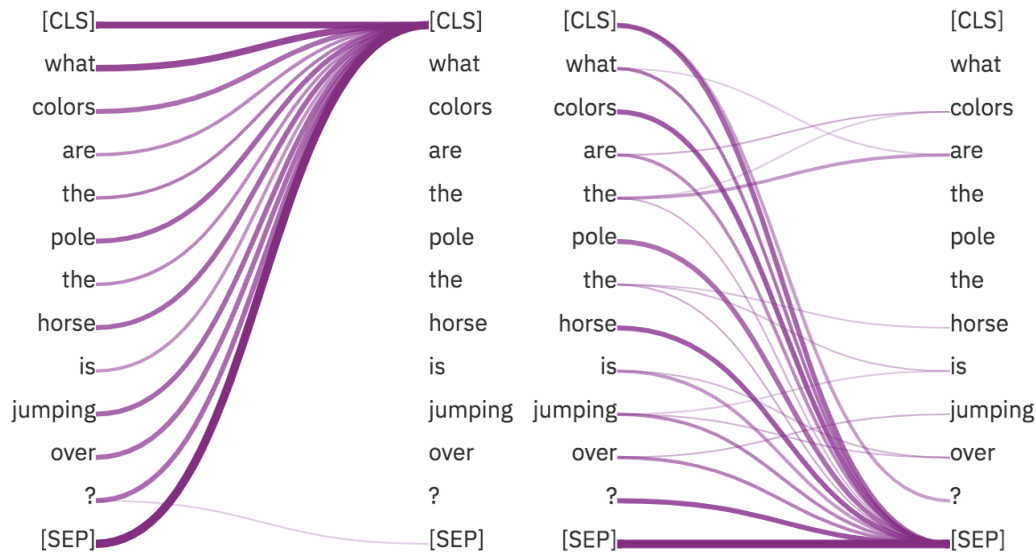 [CLS] [CLS] [CLS] [CLS]
what what what what
colors colors colors colors
are are are are
the the the the
pole pole pole pole
the the the the
horse horse horse horse
is is is is
jumping jumping jumping jumping
over over over over
? ? ? ?
[SEP] [SEP] [SEP] [SEP]